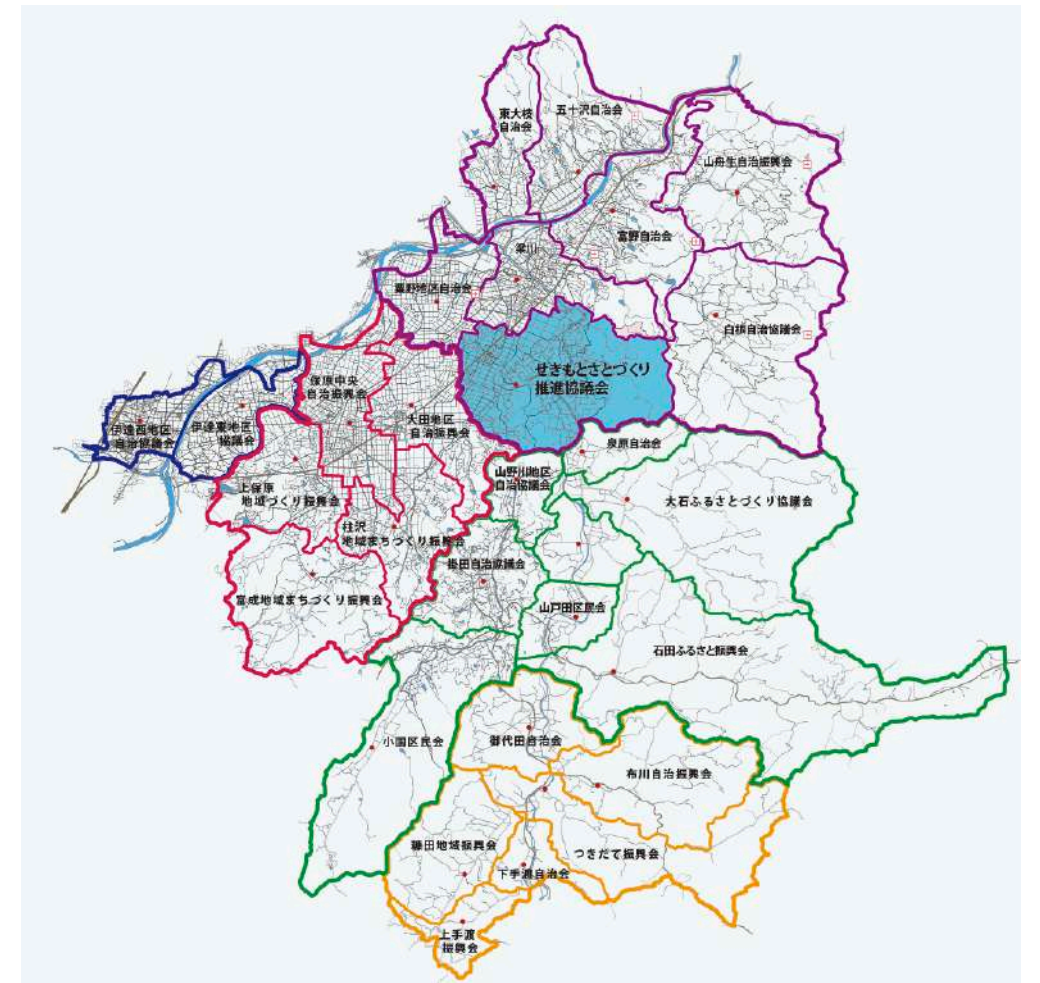 東大枝
自治会
五十沢自治会
山舟生自治振興会
富野自治会
梁川
粟野地区自治会
白根自治協議会
せきもとさとづくり
推進協議会
保原中央
自治振興会
大田地区
自治振興会
伊達西地区
自治協議会
伊達東地区
協議会
泉原自治会
山野川地区
自治協議会
大石ふるさとづくり協議会
上保原
地域づくり振興会
柱沢
地域まちづくり振興会
掛田自治協議会
富成地域まちづくり振興会
山戸田区民会
石田ふるさと振興会
小国区民会
御代田自治会
布川自治振興会
糠田地域振興会
つきだて振興会
下手渡自治会
上手渡
振興会